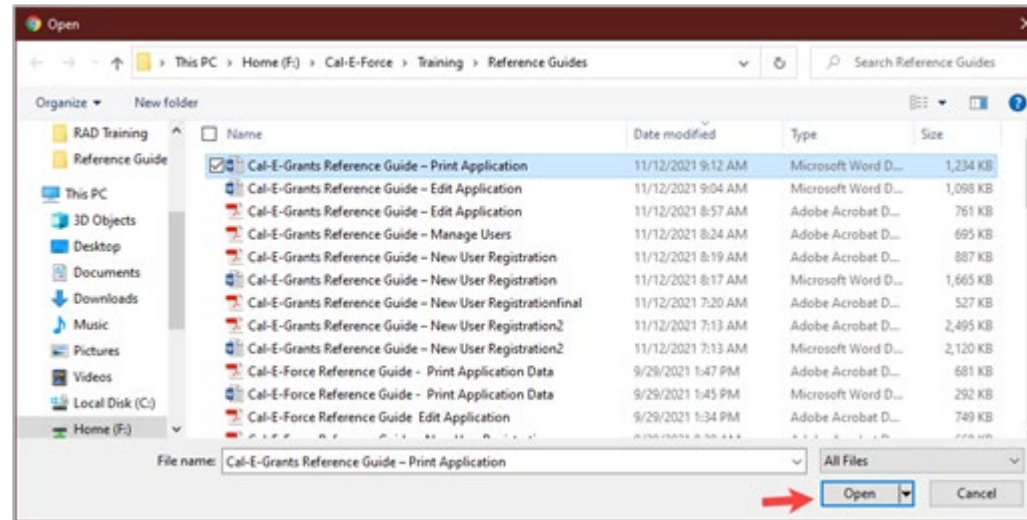 Open
This PC > Home (F:) > Cal-E-Force > Training > Reference Guides
Search Reference Guides
Organize
New folder
RAD Training
Reference Guide
This PC
3D Objects
Desktop
Documents
Downloads
Music
Pictures
Videos
Local Disk (C:)
Home (F:)
Name Date modified Type Size
Cal-E-Grants Reference Guide – Print Application 11/12/2021 9:12 AM Microsoft Word D... 1,234 KB
Cal-E-Grants Reference Guide – Edit Application 11/12/2021 9:04 AM Microsoft Word D... 1,098 KB
Cal-E-Grants Reference Guide – Edit Application 11/12/2021 8:57 AM Adobe Acrobat D... 761 KB
Cal-E-Grants Reference Guide – Manage Users 11/12/2021 8:24 AM Adobe Acrobat D... 695 KB
Cal-E-Grants Reference Guide – New User Registration 11/12/2021 8:19 AM Adobe Acrobat D... 887 KB
Cal-E-Grants Reference Guide – New User Registration 11/12/2021 8:17 AM Microsoft Word D... 1,665 KB
Cal-E-Grants Reference Guide – New User Registrationfinal 11/12/2021 7:20 AM Adobe Acrobat D... 527 KB
Cal-E-Grants Reference Guide – New User Registration2 11/12/2021 7:13 AM Adobe Acrobat D... 2,495 KB
Cal-E-Grants Reference Guide – New User Registration2 11/12/2021 7:13 AM Microsoft Word D... 2,120 KB
Cal-E-Force Reference Guide - Print Application Data 9/29/2021 1:47 PM Adobe Acrobat D... 681 KB
Cal-E-Force Reference Guide - Print Application Data 9/29/2021 1:45 PM Microsoft Word D... 292 KB
Cal-E-Force Reference Guide Edit Application 9/29/2021 1:34 PM Adobe Acrobat D... 749 KB
File name: Cal-E-Grants Reference Guide – Print Application
All Files
Open
Cancel